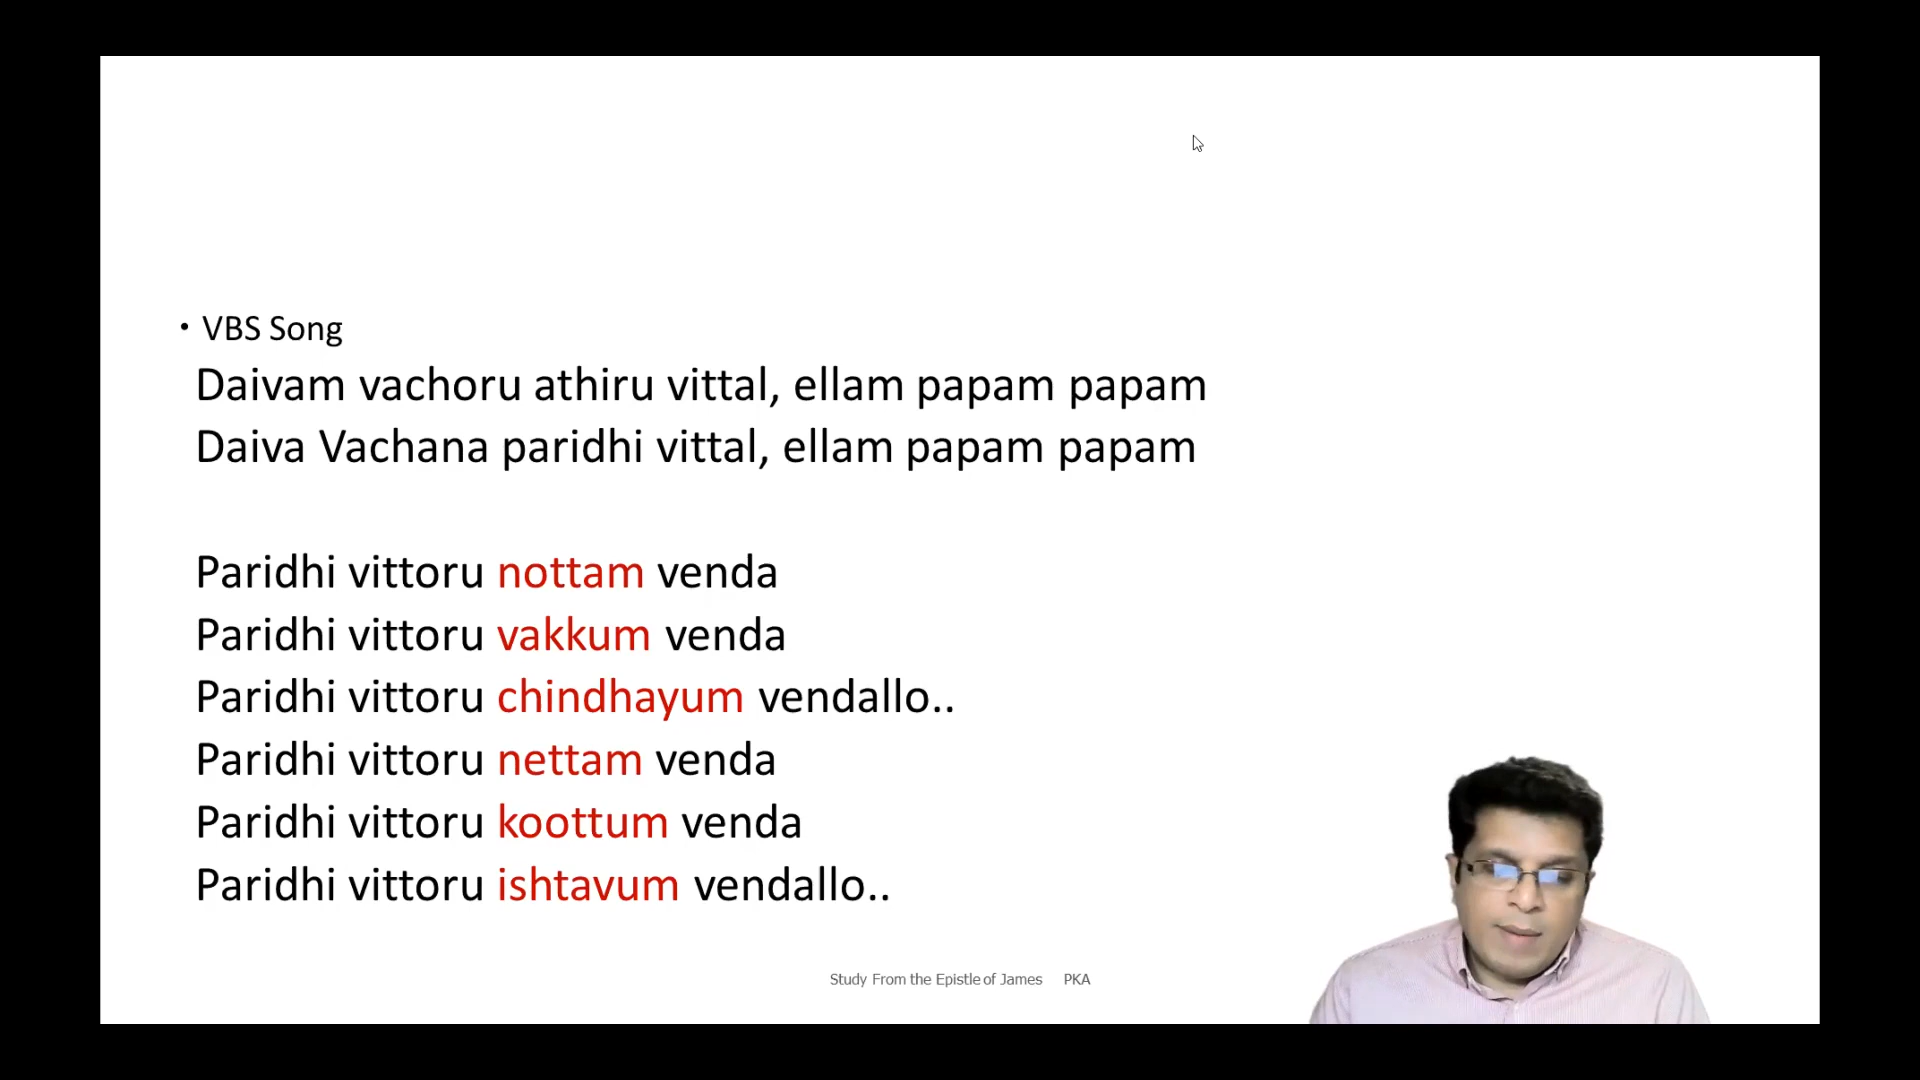 • VBS Song
Daivam vachoru athiru vittal, ellam papam papam
Daiva Vachana paridhi vittal, ellam papam papam
Paridhi vittoru nottam venda
Paridhi vittoru vakkum venda
Paridhi vittoru chindhayum vendallo..
Paridhi vittoru nettam venda
Paridhi vittoru koottum venda
Paridhi vittoru ishtavum vendallo..
Study From the Epistle of James PKA